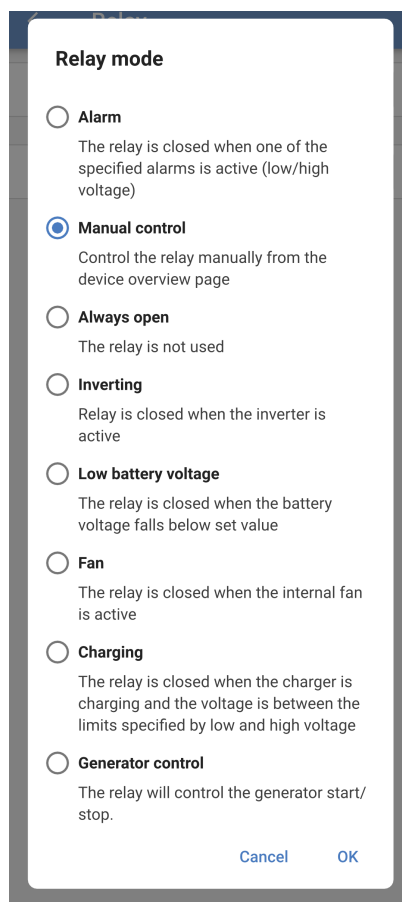 Relay mode
Alarm
The relay is closed when one of the
specified alarms is active (low/high
voltage)
Manual control
Control the relay manually from the
device overview page
Always open
The relay is not used
Inverting
Relay is closed when the inverter is
active
Low battery voltage
The relay is closed when the battery
voltage falls below set value
Fan
The relay is closed when the internal fan
is active
Charging
The relay is closed when the charger is
charging and the voltage is between the
limits specified by low and high voltage
Generator control
The relay will control the generator start/
stop.
Cancel OK